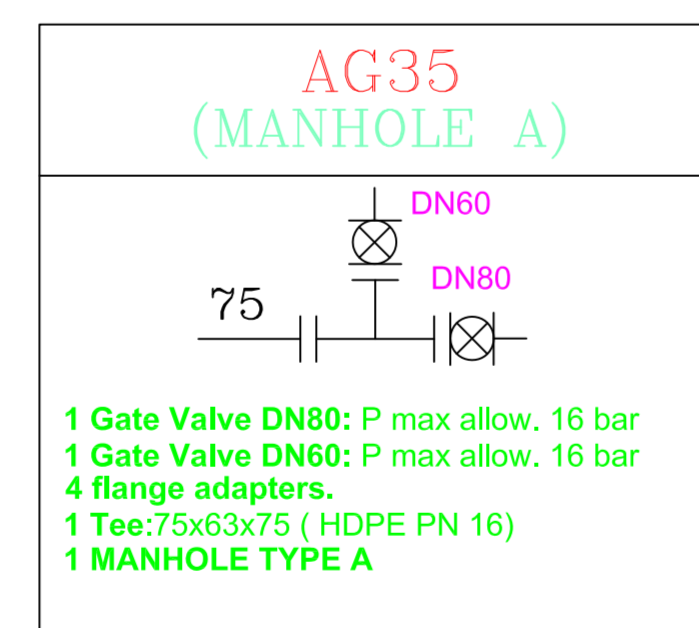 AG35
(MANHOLE A)
DN60
DN80
75
1 Gate Valve DN80: P max allow. 16 bar
1 Gate Valve DN60: P max allow. 16 bar
4 flange adapters.
1 Tee:75x63x75 ( HDPE PN 16)
1 MANHOLE TYPE A